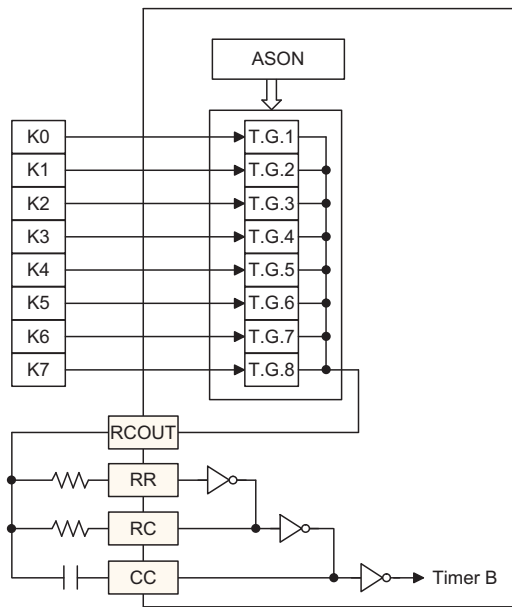 ASON
K0 T.G.1
K1 T.G.2
K2 T.G.3
K3 T.G.4
K4 T.G.5
K5 T.G.6
K6 T.G.7
K7 T.G.8
RCOUT
RR
RC
CC Timer B